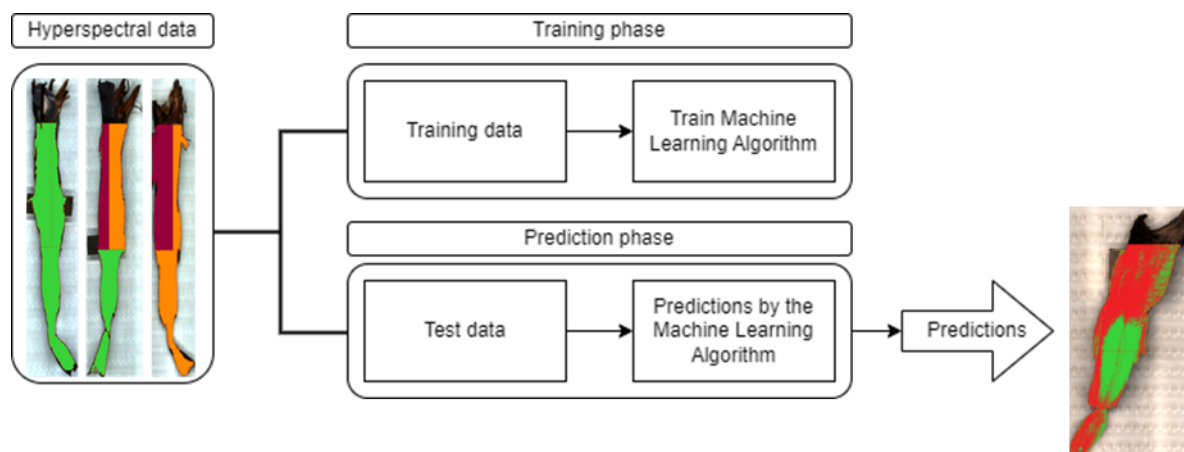 Hyperspectral data
Training phase
Training data
Train Machine
Learning Algorithm
Prediction phase
Test data
Predictions by the
Machine Learning
Algorithm
Predictions